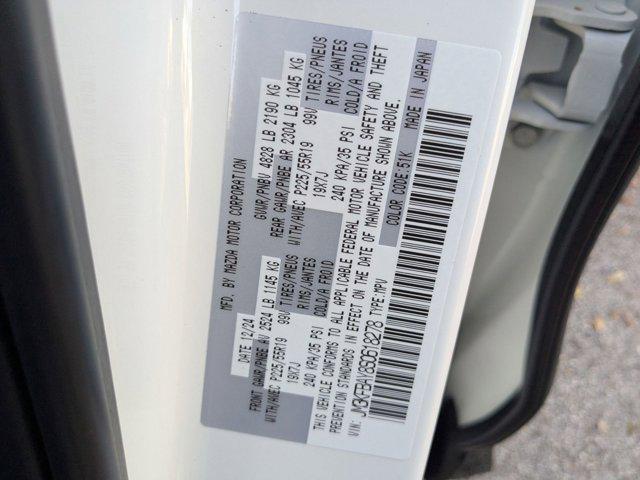 MFD. BY MAZDA MOTOR CORPORATION
DATE 12/24
GVWR/PNBV 4828 LB 2190 KG
FRONT GAWR/PNBE AV 2524 LB 1145 KG
REAR GAWR/PNBE AR 2304 LB 1045 KG
WITH/AVEC P225/55R19 99V TIRES/PNEUS
WITH/AVEC P225/55R19 99V TIRES/PNEUS
19X7J RIMS/JANTES
19X7J RIMS/JANTES
240 KPA/35 PSI COLD/A FROID
240 KPA/35 PSI COLD/A FROID
THIS VEHICLE CONFORMS TO ALL APPLICABLE FEDERAL MOTOR VEHICLE SAFETY AND THEFT
PREVENTION STANDARDS IN EFFECT ON THE DATE OF MANUFACTURE SHOWN ABOVE.
VIN: TYPE:MPV
COLOR CODE:51K MADE IN JAPAN